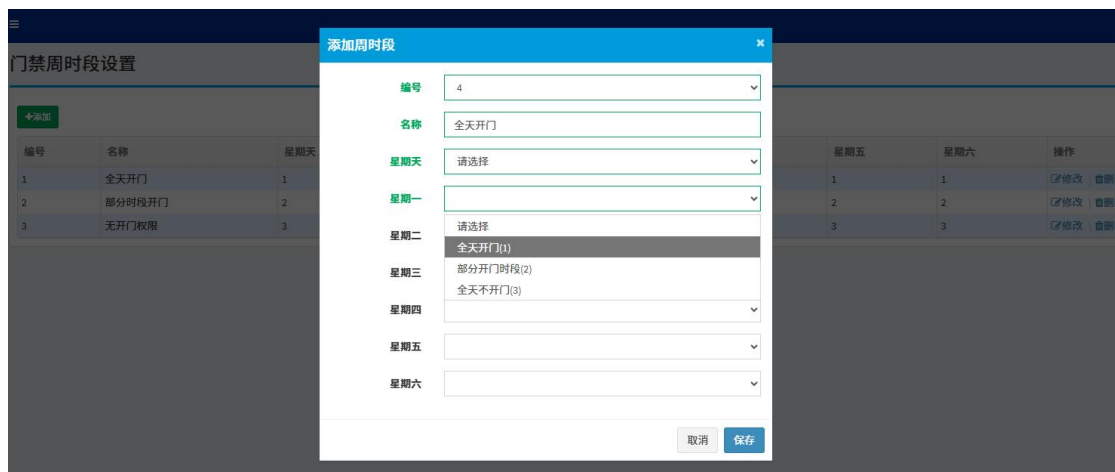 添加周时段
×
门禁周时段设置
编号 4
名称 全天开门
+添加
编号 名称 星期天 星期五 星期六 操作
星期天 请选择
1 全天开门 1 1 1 修改 删
星期一
2 部分时段开门 2 2 2 修改 删
3 无开门权限 3 3 3 修改 删
星期二
请选择
全天开门(1)
星期三
部分开门时段(2)
全天不开门(3)
星期四
星期五
星期六
取消 保存